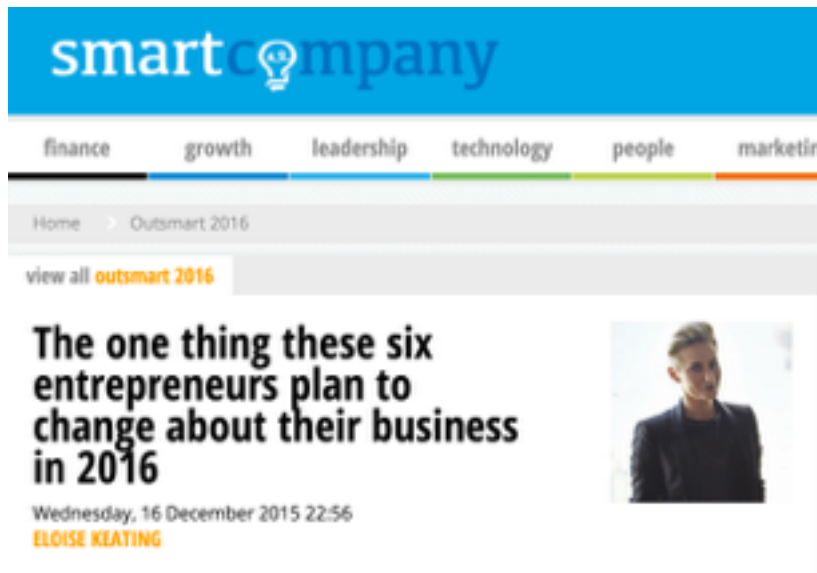 smartcompany
finance growth leadership technology people marketin
Home Outsmart 2016
view all outsmart 2016
The one thing these six
entrepreneurs plan to
change about their business
in 2016
Wednesday, 16 December 2015 22:56
ELOISE KEATING